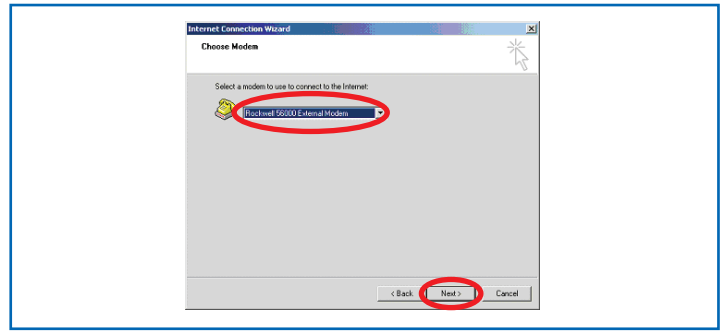 Internet Connection Wizard
Choose Modem
Select a modem to use to connect to the Internet:
Rockwell 56000 External Modem
< Back Next > Cancel